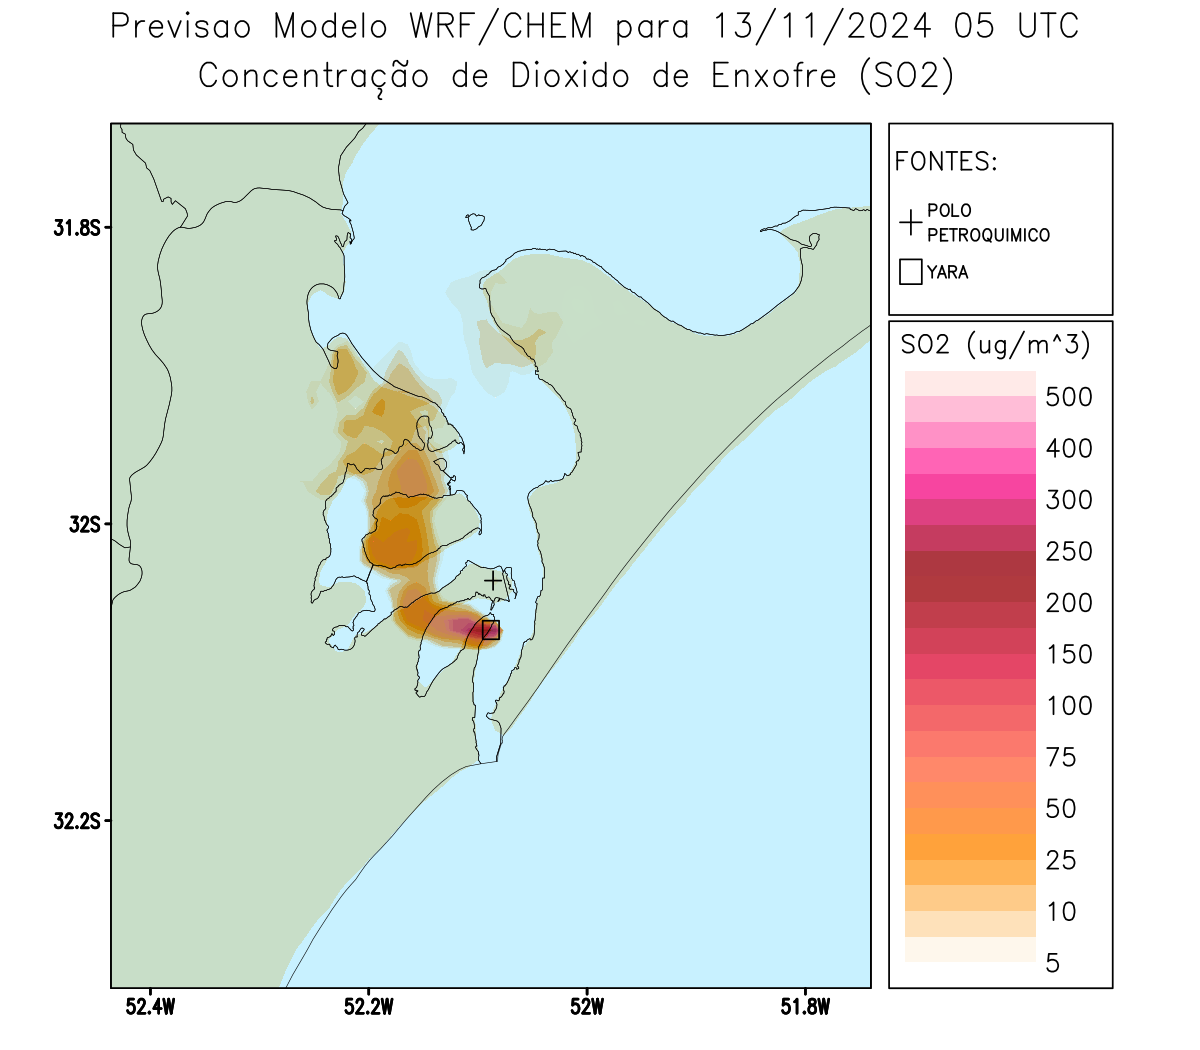 Previsao Modelo WRF/CHEM para 13/11/2024 05 UTC
Concentração de Dioxido de Enxofre (SO2)
FONTES:
POLO
PETROQUIMICO
YARA
SO2 (ug/m^3)
500
400
300
250
200
150
100
75
50
25
10
5
31.8S
32S
32.2S
52.4W
52.2W
52W
51.8W